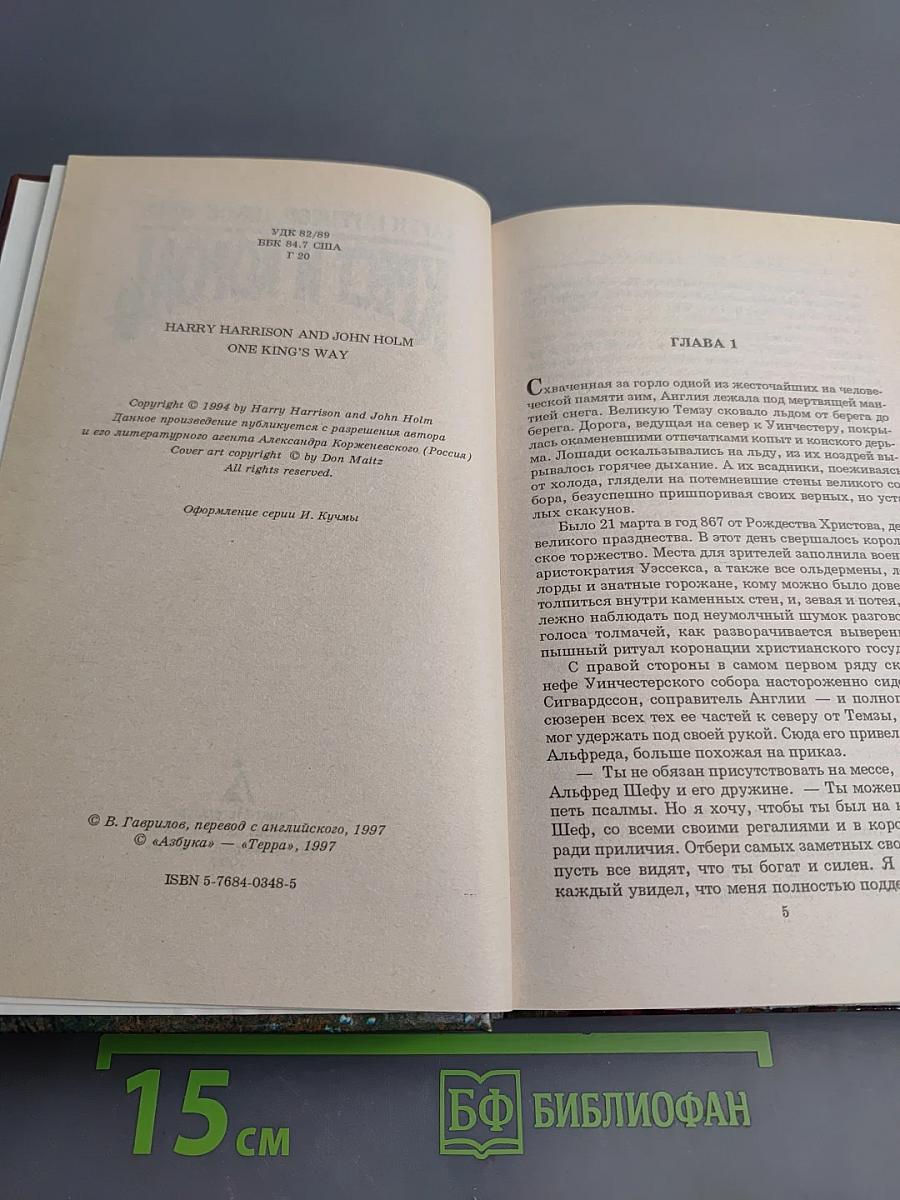 УДК 82/89
ББК 84.7 США
Г 20
HARRY HARRISON AND JOHN HOLM
ONE KING'S WAY
Copyright © 1994 by Harry Harrison and John Holm
Данное произведение публикуется с разрешения автора
и его литературного агента Александра Корженевского (Россия)
Cover art copyright © by Don Maitz
All rights reserved.
Оформление серии И. Кучмы
© В. Гаврилов, перевод с английского, 1997
© «Азбука» — «Терра», 1997
ISBN 5-7684-0348-5
ГЛАВА 1
Схваченная за горло одной из жесточайших на челове-
ческой памяти зим, Англия лежала под мертвящей ман-
тией снега. Великую Темзу сковало льдом от берега до
берега. Дорога, ведущая на север к Уинчестеру, покры-
лась окаменевшими отпечатками копыт и конского дерь-
ма. Лошади оскальзывались на льду, из их ноздрей вы-
рывалось горячее дыхание. А их всадники, поеживаясь
от холода, глядели на потемневшие стены великого со
бора, безуспешно пришпоривая своих верных, но уста
лых скакунов.
Было 21 марта в год 867 от Рождества Христова, де
великого празднества. В этот день свершалось корол
ское торжество. Места для зрителей заполнила воен
аристократия Уэссекса, а также все ольдермены, л
лорды и знатные горожане, кому можно было дове
толпиться внутри каменных стен, и, зевая и потея,
лежно наблюдать под неумолчный шумок разгово
голоса толмачей, как разворачивается выверен
пышный ритуал коронации христианского госуд
С правой стороны в самом первом ряду ск
нефе Уинчестерского собора настороженно сид
Сигвардссон, соправитель Англии — и полно
сюзерен всех тех ее частей к северу от Темзы,
мог удержать под своей рукой. Сюда его привел
Альфреда, больше похожая на приказ.
— Ты не обязан присутствовать на мессе,
Альфред Шефу и его дружине. — Ты можеш
петь псалмы. Но я хочу, чтобы ты был на к
Шеф, со всеми своими регалиями и в коро
ради приличия. Отбери самых заметных сво
пусть все видят, что ты богат и силен. Я
каждый увидел, что меня полностью подде
5
15 см
БФ БИБЛИОФАН